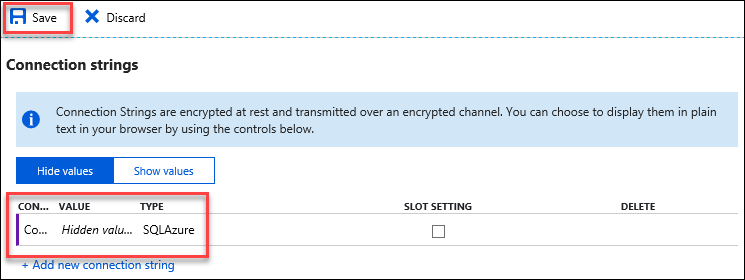 Save Discard
Connection strings
Connection Strings are encrypted at rest and transmitted over an encrypted channel. You can choose to display them in plain
text in your browser by using the controls below.
Hide values Show values
CON... VALUE TYPE SLOT SETTING DELETE
Co... Hidden valu... SQLAzure
+ Add new connection string